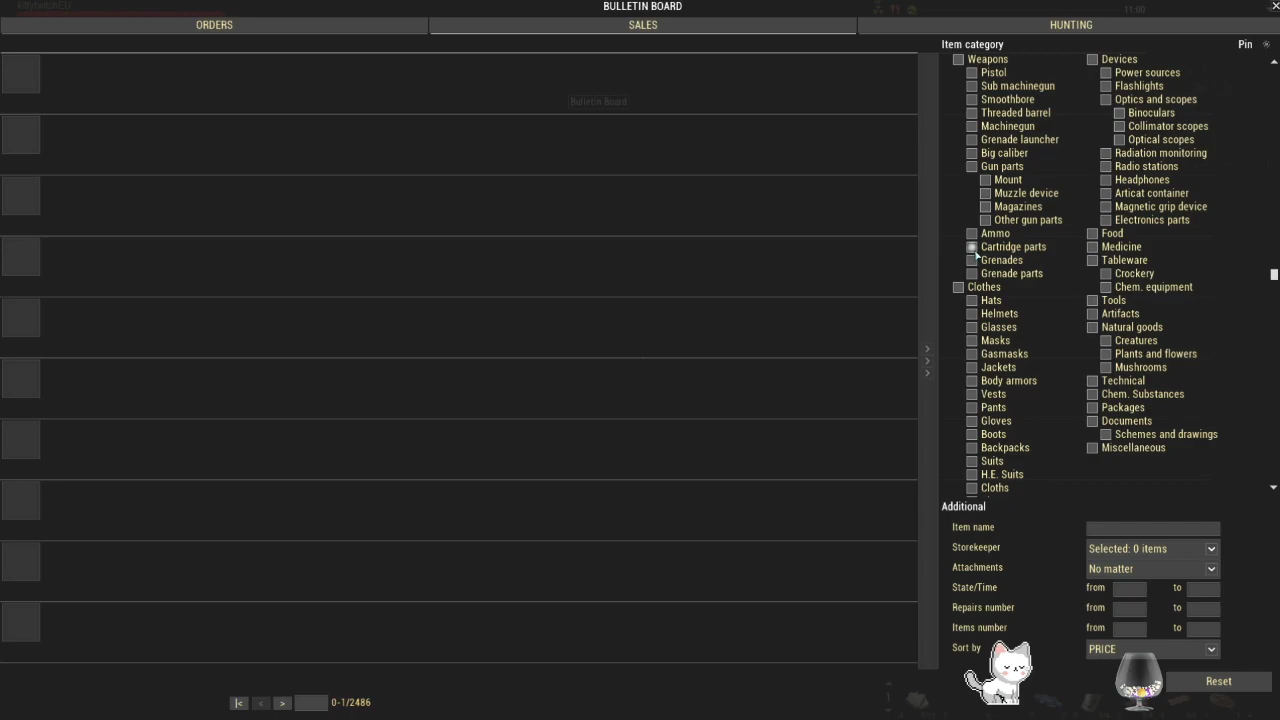 kittytwitchEU
11:00
BULLETIN BOARD
ORDERS
SALES
HUNTING
Bulletin Board
Item category
Pin
Weapons
Pistol
Sub machinegun
Smoothbore
Threaded barrel
Machinegun
Grenade launcher
Big caliber
Gun parts
Mount
Muzzle device
Magazines
Other gun parts
Ammo
Cartridge parts
Grenades
Grenade parts
Clothes
Hats
Helmets
Glasses
Masks
Gasmasks
Jackets
Body armors
Vests
Pants
Gloves
Boots
Backpacks
Suits
H.E. Suits
Cloths
Devices
Power sources
Flashlights
Optics and scopes
Binoculars
Collimator scopes
Optical scopes
Radiation monitoring
Radio stations
Headphones
Articat container
Magnetic grip device
Electronics parts
Food
Medicine
Tableware
Crockery
Chem. equipment
Tools
Artifacts
Natural goods
Creatures
Plants and flowers
Mushrooms
Technical
Chem. Substances
Packages
Documents
Schemes and drawings
Miscellaneous
Additional
Item name
Storekeeper Selected: 0 items
Attachments No matter
State/Time from to
Repairs number from to
Items number from to
Sort by PRICE
Reset
|< < > 0-1/2486